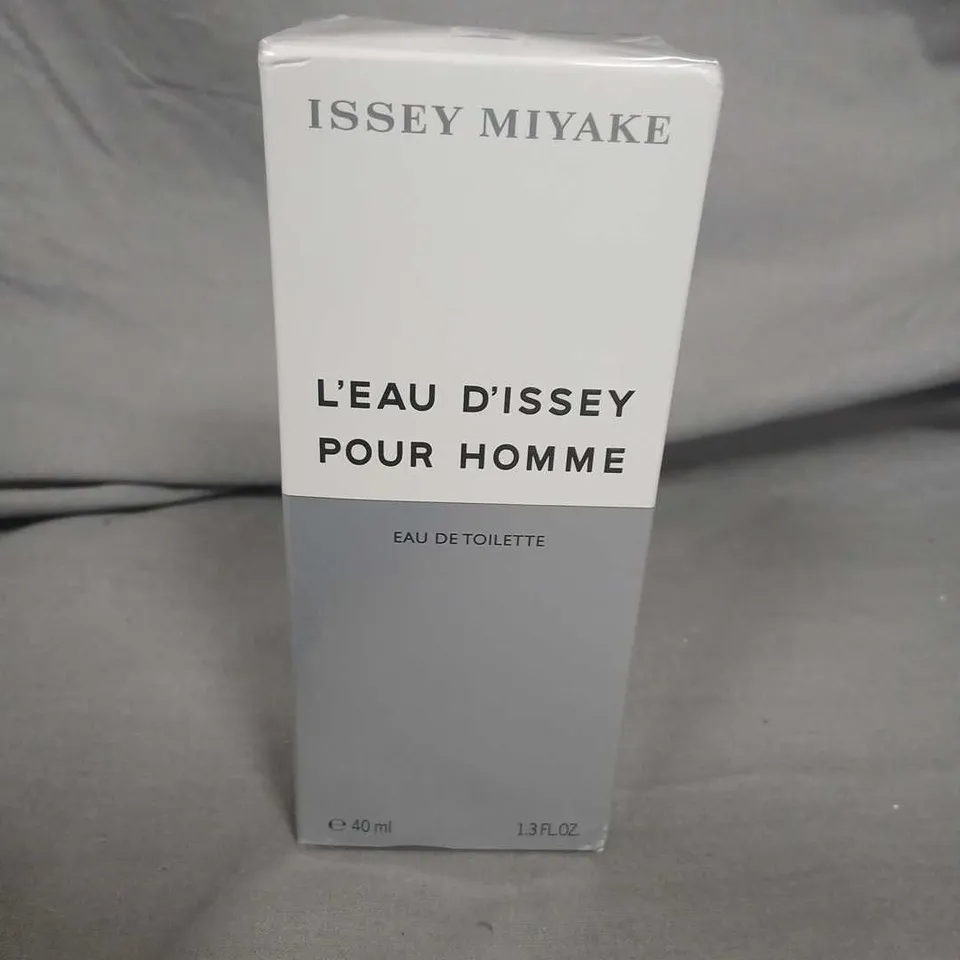 ISSEY MIYAKE
L'EAU D'ISSEY
POUR HOMME
EAU DE TOILETTE
℮ 40 ml 1.3 FL.OZ.